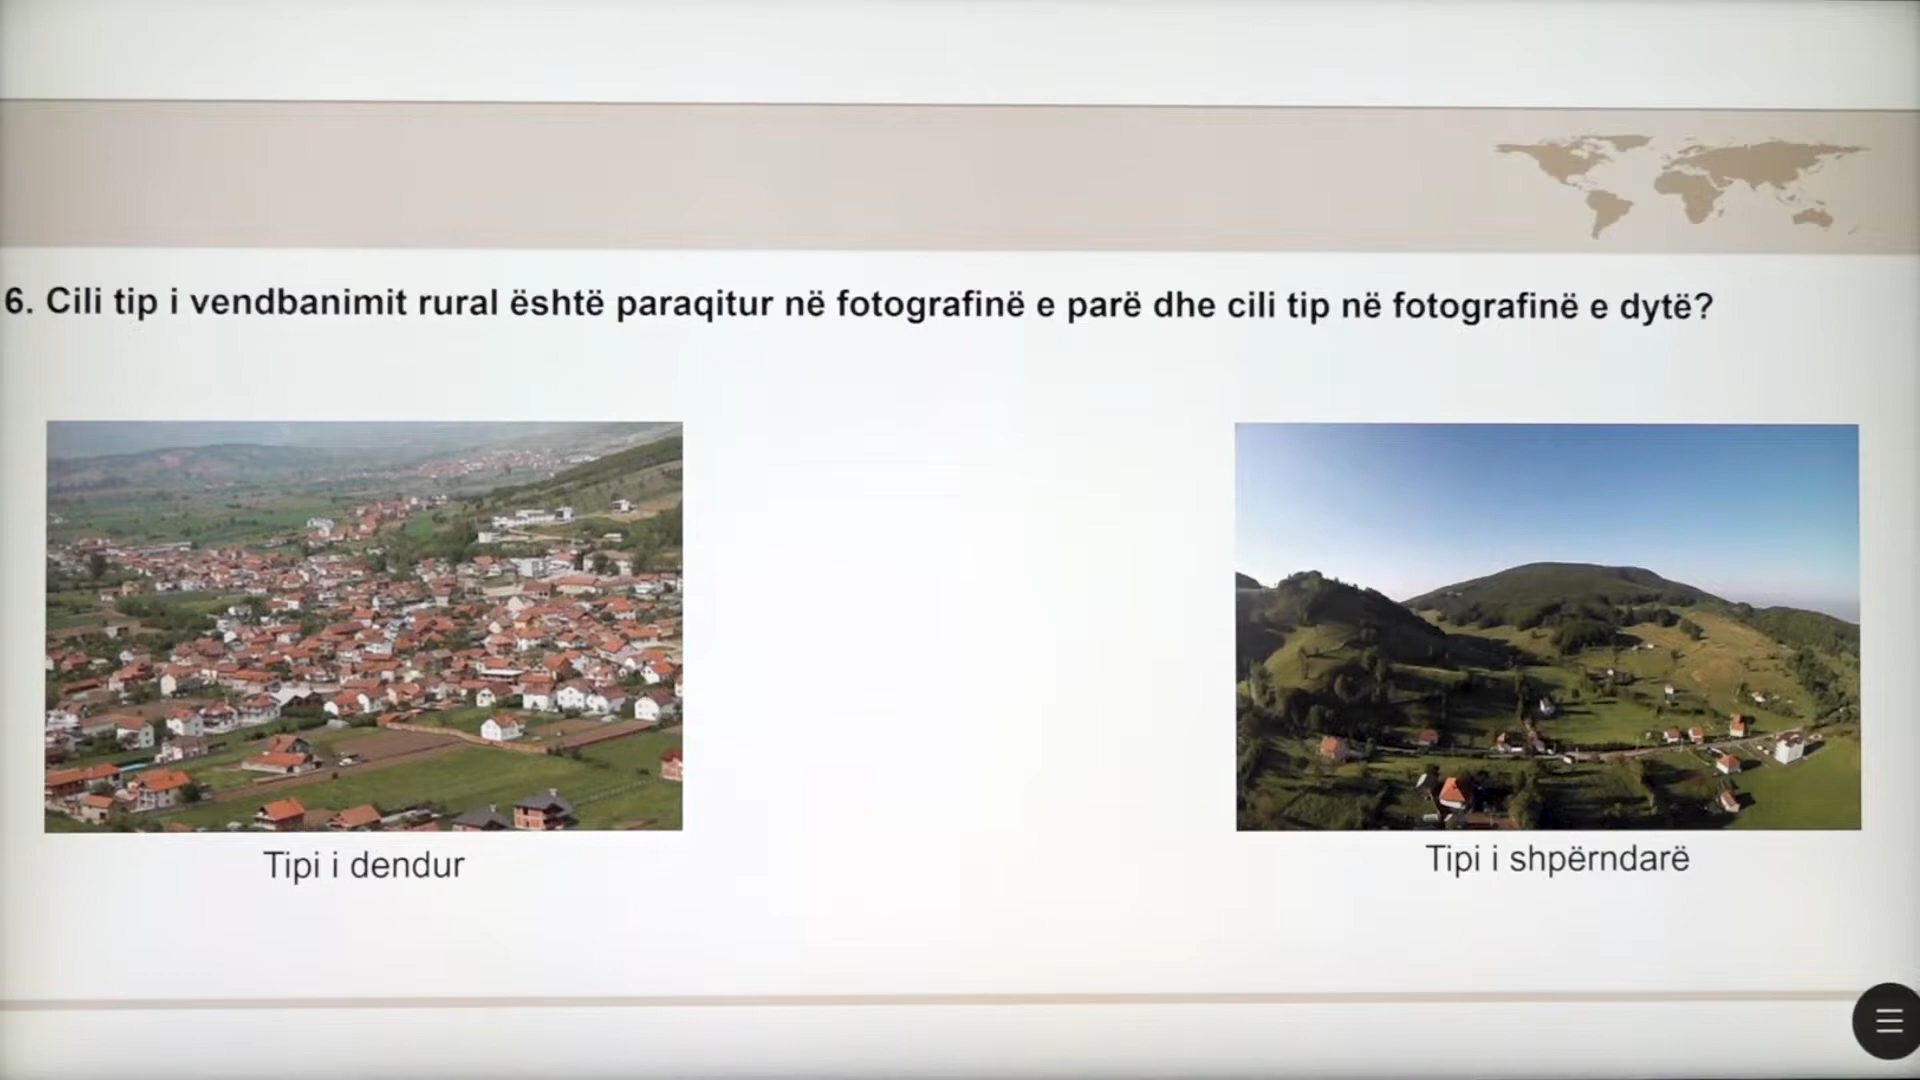 6. Cili tip i vendbanimit rural është paraqitur në fotografinë e parë dhe cili tip në fotografinë e dytë?
Tipi i dendur
Tipi i shpërndarë